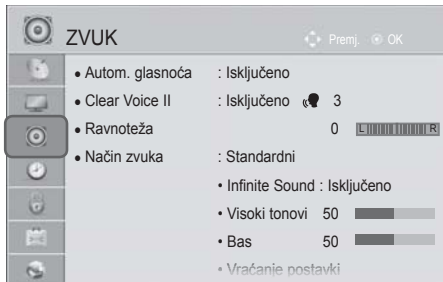 ZVUK
Premj. OK
• Autom. glasnoća : Isključeno
• Clear Voice II : Isključeno 3
• Ravnoteža 0 L R
• Način zvuka : Standardni
• Infinite Sound : Isključeno
• Visoki tonovi 50
• Bas 50
• Vraćanje postavki